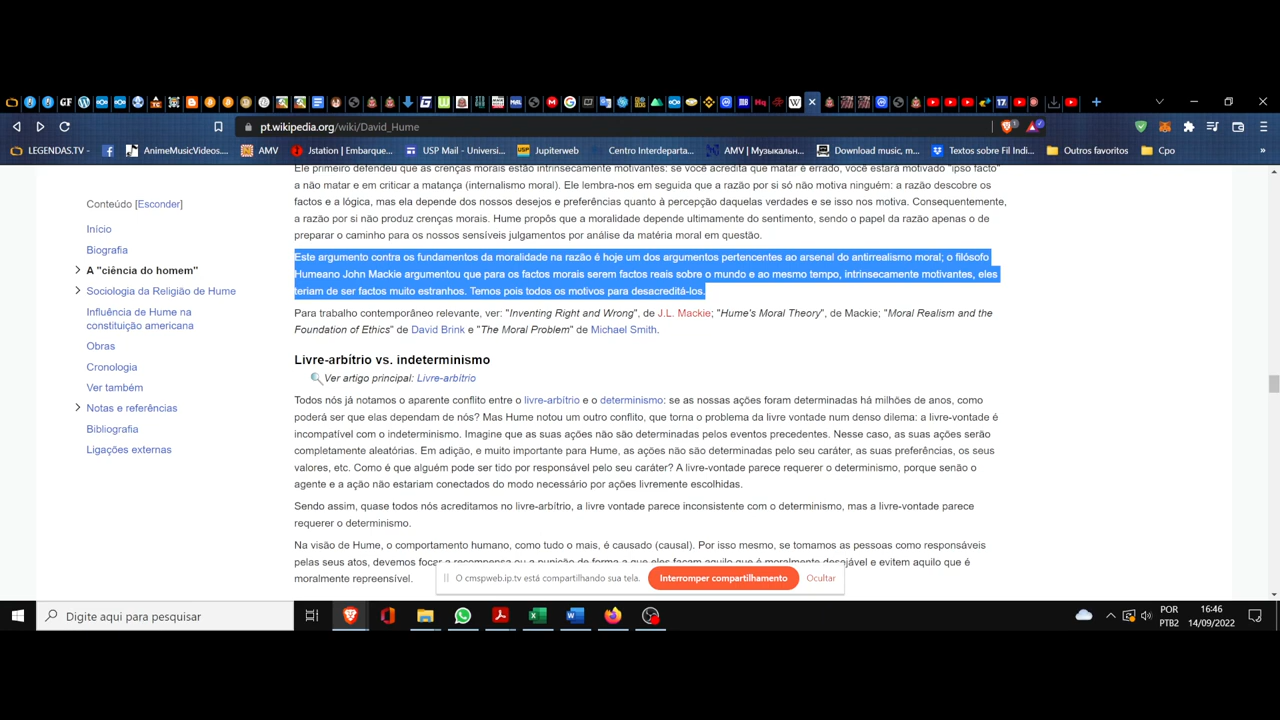 pt.wikipedia.org/wiki/David_Hume
LEGENDAS.TV -
AnimeMusicVideos....
AMV
Jstation | Embarque...
USP Mail - Universi...
Jupiterweb
Centro Interdeparta...
AMV | Музыкальн...
Download music, m...
Textos sobre Fil Indi...
Outros favoritos
Cpo
»
Conteúdo [Esconder]
Início
Biografia
A "ciência do homem"
Sociologia da Religião de Hume
Influência de Hume na
constituição americana
Obras
Cronologia
Ver também
Notas e referências
Bibliografia
Ligações externas
Ele primeiro defendeu que as crenças morais estão intrinsecamente motivantes: se você acredita que matar é errado, você estará motivado "ipso facto"
a não matar e em criticar a matança (internalismo moral). Ele lembra-nos em seguida que a razão por si só não motiva ninguém: a razão descobre os
factos e a lógica, mas ela depende dos nossos desejos e preferências quanto à percepção daquelas verdades e se isso nos motiva. Consequentemente,
a razão por si não produz crenças morais. Hume propôs que a moralidade depende ultimamente do sentimento, sendo o papel da razão apenas o de
preparar o caminho para os nossos sensíveis julgamentos por análise da matéria moral em questão.
Este argumento contra os fundamentos da moralidade na razão é hoje um dos argumentos pertencentes ao arsenal do antirrealismo moral; o filósofo
Humeano John Mackie argumentou que para os factos morais serem factos reais sobre o mundo e ao mesmo tempo, intrinsecamente motivantes, eles
teriam de ser factos muito estranhos. Temos pois todos os motivos para desacreditá-los.
Para trabalho contemporâneo relevante, ver: "Inventing Right and Wrong", de J.L. Mackie; "Hume's Moral Theory", de Mackie; "Moral Realism and the
Foundation of Ethics" de David Brink e "The Moral Problem" de Michael Smith.
Livre-arbítrio vs. indeterminismo
Ver artigo principal: Livre-arbítrio
Todos nós já notamos o aparente conflito entre o livre-arbítrio e o determinismo: se as nossas ações foram determinadas há milhões de anos, como
poderá ser que elas dependam de nós? Mas Hume notou um outro conflito, que torna o problema da livre vontade num denso dilema: a livre-vontade é
incompatível com o indeterminismo. Imagine que as suas ações não são determinadas pelos eventos precedentes. Nesse caso, as suas ações serão
completamente aleatórias. Em adição, e muito importante para Hume, as ações não são determinadas pelo seu caráter, as suas preferências, os seus
valores, etc. Como é que alguém pode ser tido por responsável pelo seu caráter? A livre-vontade parece requerer o determinismo, porque senão o
agente e a ação não estariam conectados do modo necessário por ações livremente escolhidas.
Sendo assim, quase todos nós acreditamos no livre-arbítrio, a livre vontade parece inconsistente com o determinismo, mas a livre-vontade parece
requerer o determinismo.
Na visão de Hume, o comportamento humano, como tudo o mais, é causado (causal). Por isso mesmo, se tomamos as pessoas como responsáveis
pelas seus atos, devemos focar a recompensa ou a punição de forma a que eles façam aquilo que é moralmente desejável e evitem aquilo que é
moralmente repreensível.
O cmspweb.ip.tv está compartilhando sua tela.
Interromper compartilhamento
Ocultar
Digite aqui para pesquisar
POR
PTB2
16:46
14/09/2022